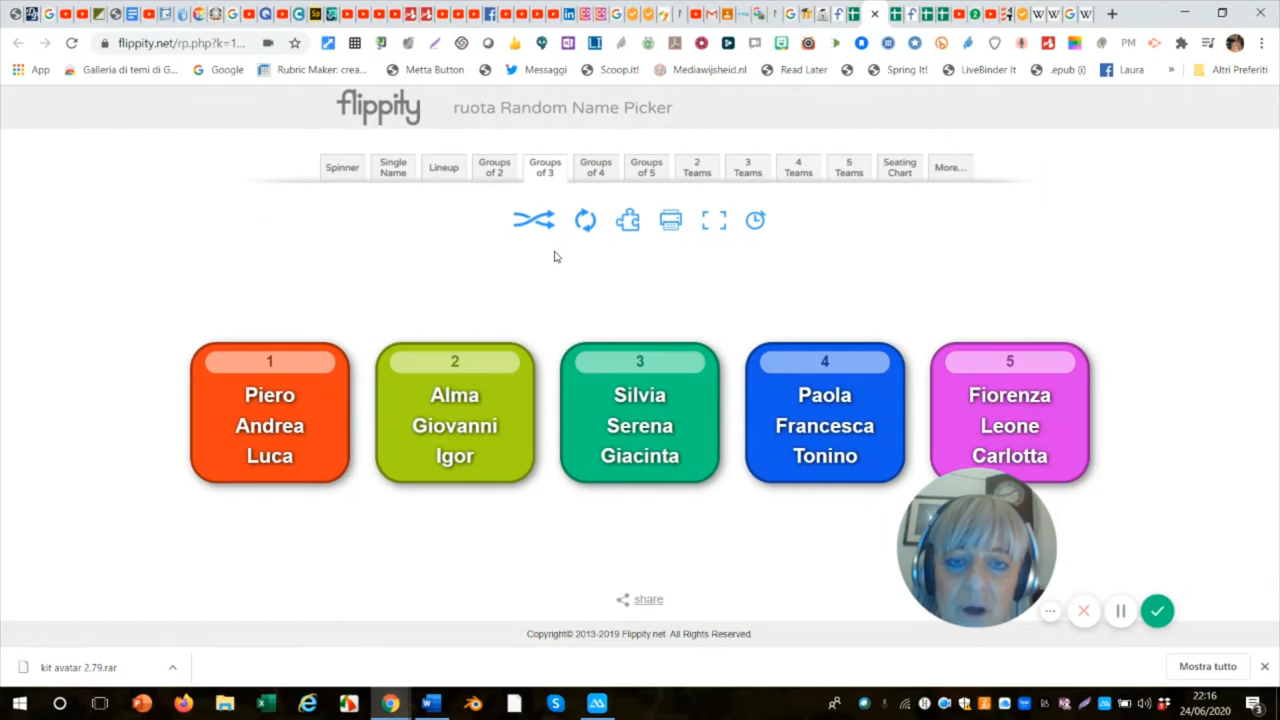 flippity.net/rp.php?k=1...
PM
App
Galleria di temi di G...
Google
Rubric Maker: crea...
Metta Button
Messaggi
Scoop.it!
Mediawijsheid.nl
Read Later
Spring It!
LiveBinder It
.epub (i)
Laura
»
Altri Preferiti
flippity
ruota Random Name Picker
Spinner
Single
Name
Lineup
Groups
of 2
Groups
of 3
Groups
of 4
Groups
of 5
2
Teams
3
Teams
4
Teams
5
Teams
Seating
Chart
More...
1
Piero
Andrea
Luca
2
Alma
Giovanni
Igor
3
Silvia
Serena
Giacinta
4
Paola
Francesca
Tonino
5
Fiorenza
Leone
Carlotta
share
Copyright© 2013-2019 Flippity.net. All Rights Reserved.
kit avatar 2.79.rar
Mostra tutto
22:16
24/06/2020